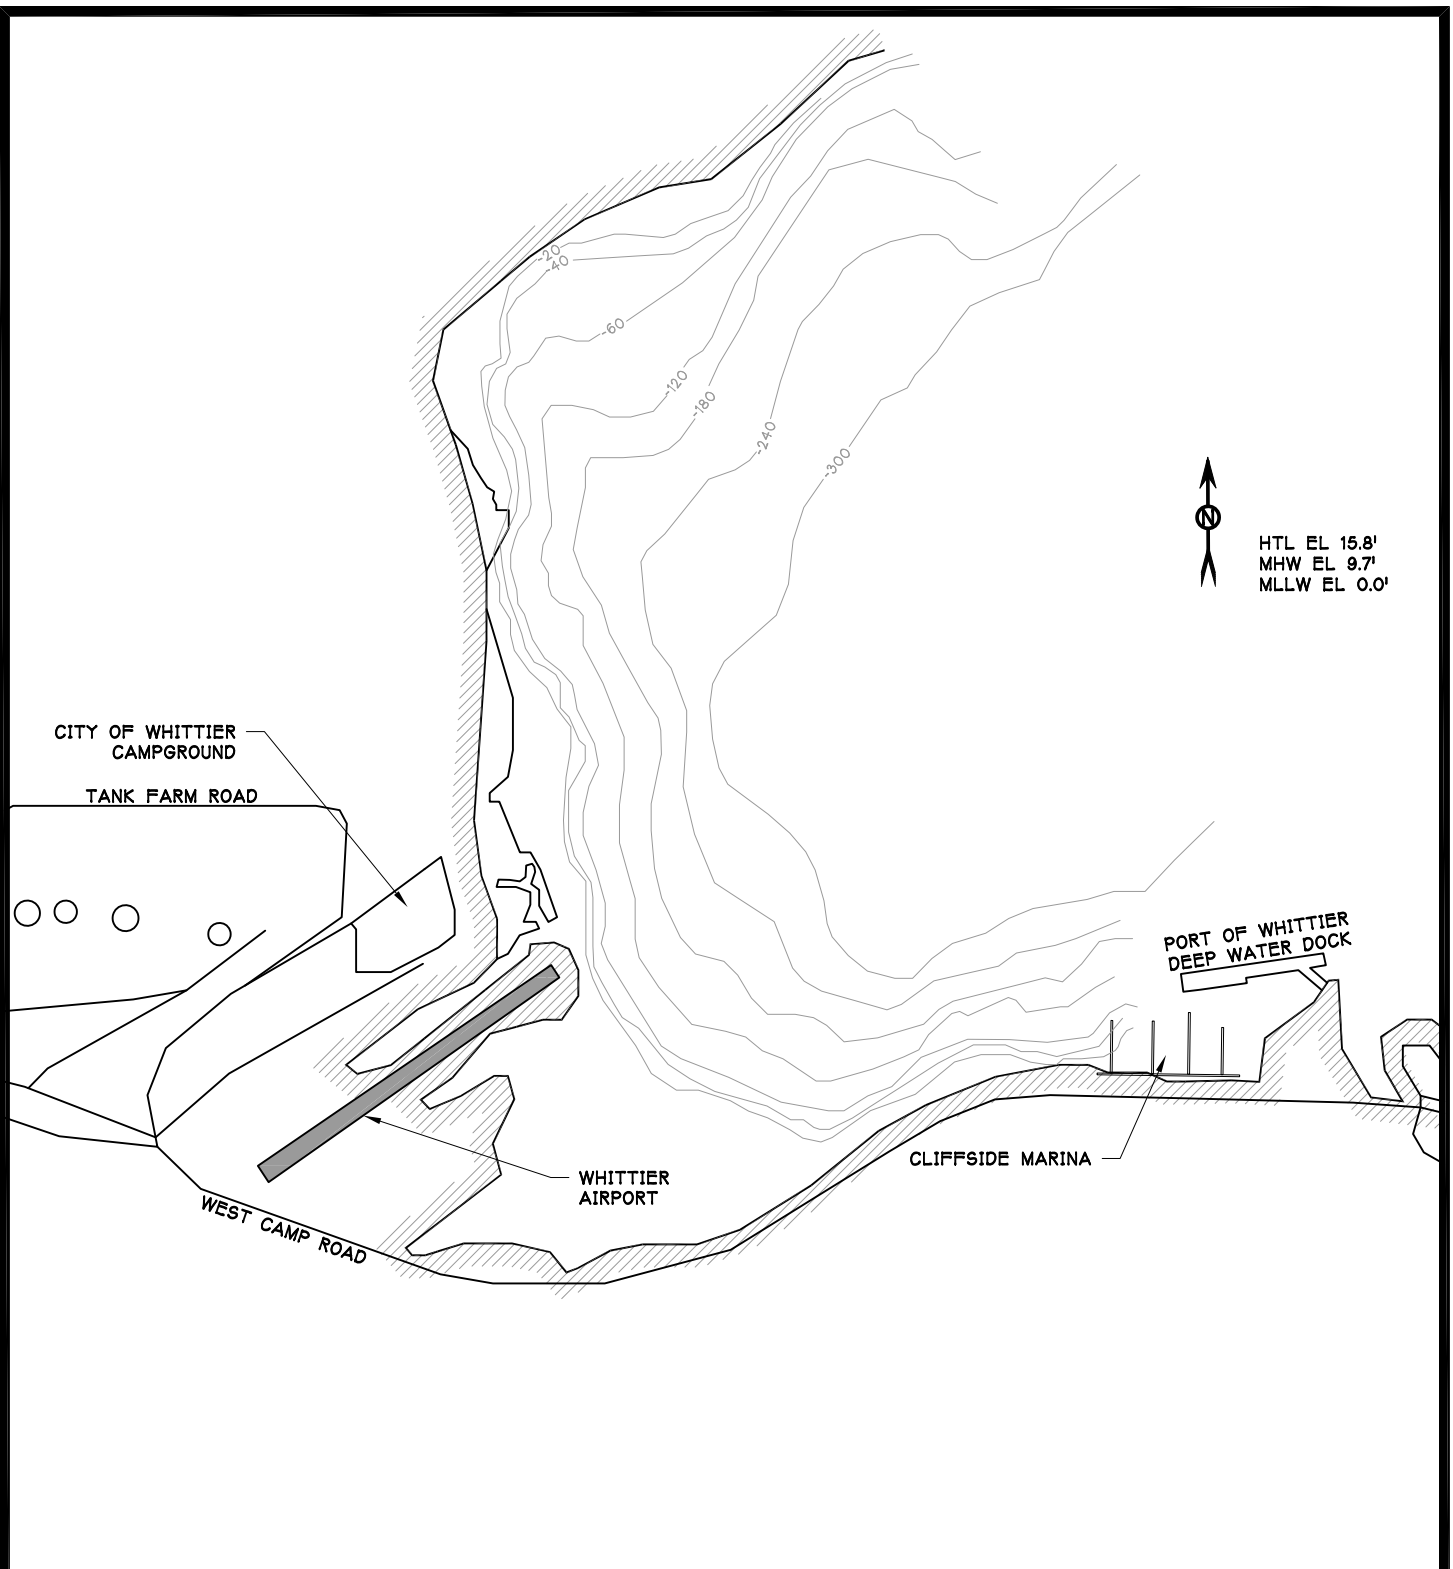 -20
-40
-60
-120
-180
-240
-300
N
HTL EL 15.8'
MHW EL 9.7'
MLLW EL 0.0'
CITY OF WHITTIER
CAMPGROUND
TANK FARM ROAD
PORT OF WHITTIER
DEEP WATER DOCK
CLIFFSIDE MARINA
WHITTIER
AIRPORT
WEST CAMP ROAD